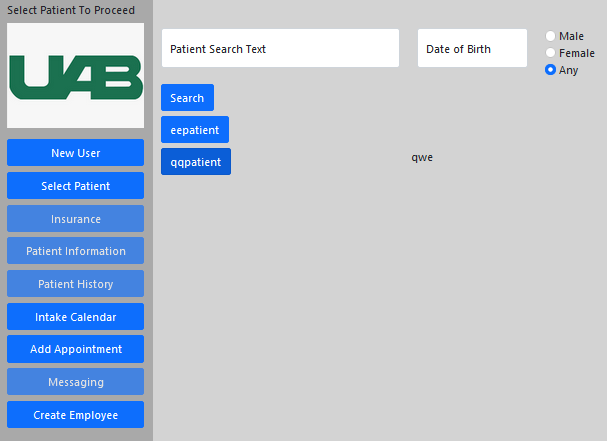 Select Patient To Proceed
UAB
New User
Select Patient
Insurance
Patient Information
Patient History
Intake Calendar
Add Appointment
Messaging
Create Employee
Patient Search Text
Date of Birth
Male
Female
Any
Search
eepatient
qqpatient
qwe